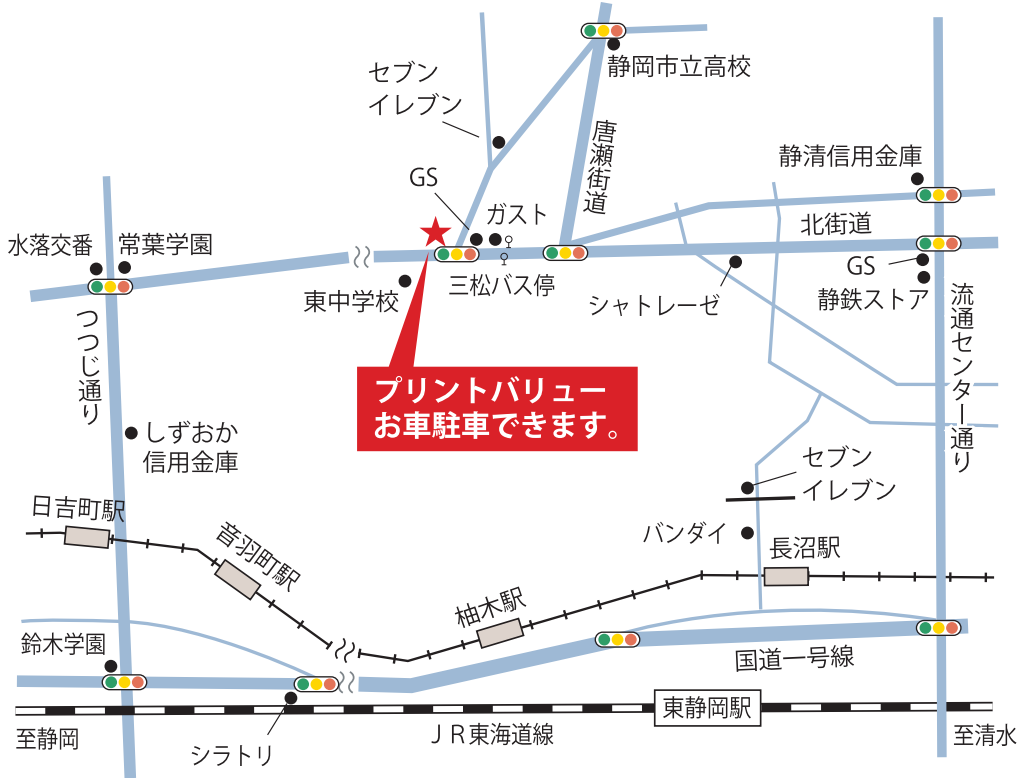 静岡市立高校
セブン
イレブン
唐瀬街道
静清信用金庫
GS
ガスト
北街道
水落交番
常葉学園
三松バス停
GS
静鉄ストア
東中学校
シャトレーゼ
つつじ通り
流通センター通り
プリントバリュー
お車駐車できます。
しずおか
信用金庫
セブン
イレブン
日吉町駅
音羽町駅
バンダイ
長沼駅
柚木駅
鈴木学園
国道一号線
東静岡駅
至静岡
シラトリ
JR東海道線
至清水